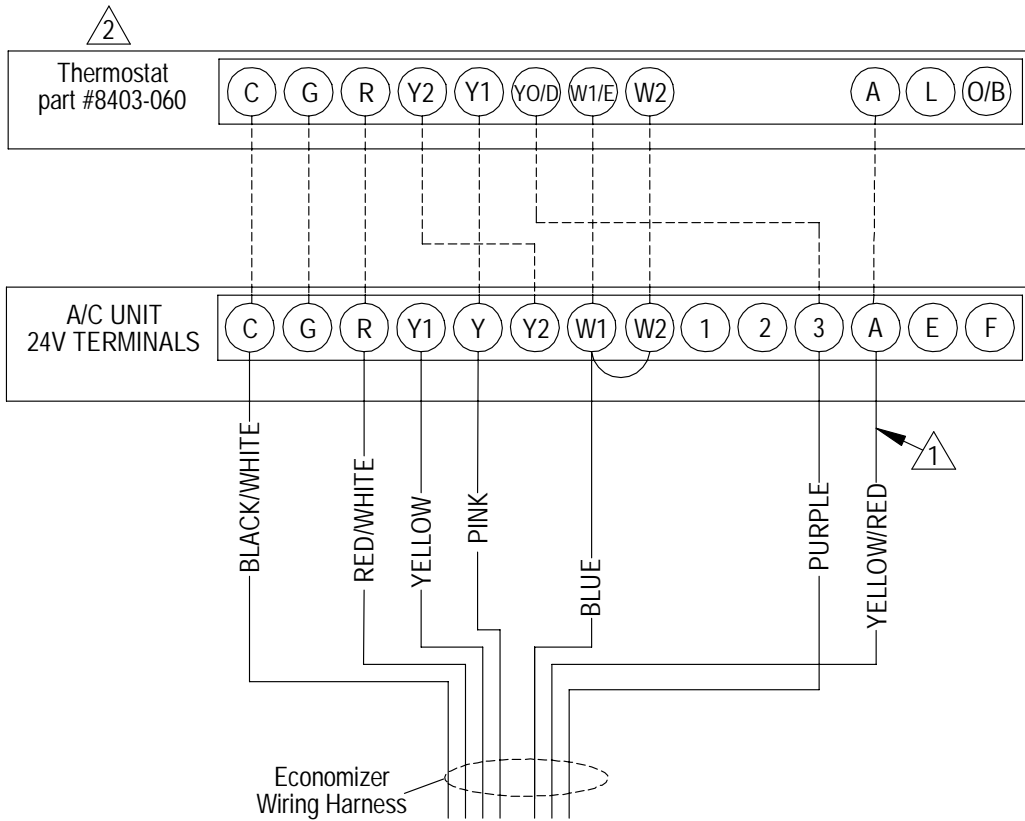 2
Thermostat
part #8403-060
C G R Y2 Y1 YO/D W1/E W2 A L O/B
A/C UNIT
24V TERMINALS
C G R Y1 Y Y2 W1 W2 1 2 3 A E F
1
BLACK/WHITE
RED/WHITE
YELLOW
PINK
BLUE
PURPLE
YELLOW/RED
Economizer
Wiring Harness